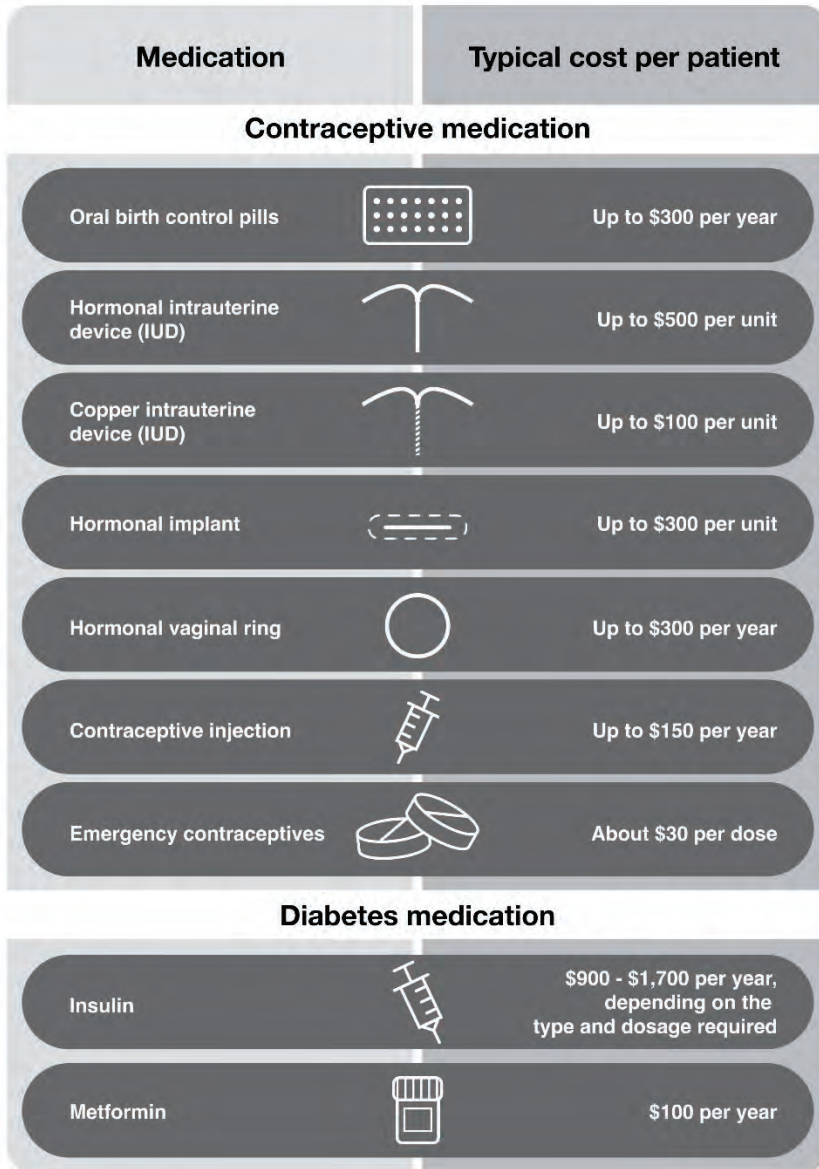 Medication
Typical cost per patient
Contraceptive medication
Oral birth control pills
Up to $300 per year
Hormonal intrauterine
device (IUD)
Up to $500 per unit
Copper intrauterine
device (IUD)
Up to $100 per unit
Hormonal implant
Up to $300 per unit
Hormonal vaginal ring
Up to $300 per year
Contraceptive injection
Up to $150 per year
Emergency contraceptives
About $30 per dose
Diabetes medication
Insulin
$900 - $1,700 per year,
depending on the
type and dosage required
Metformin
$100 per year